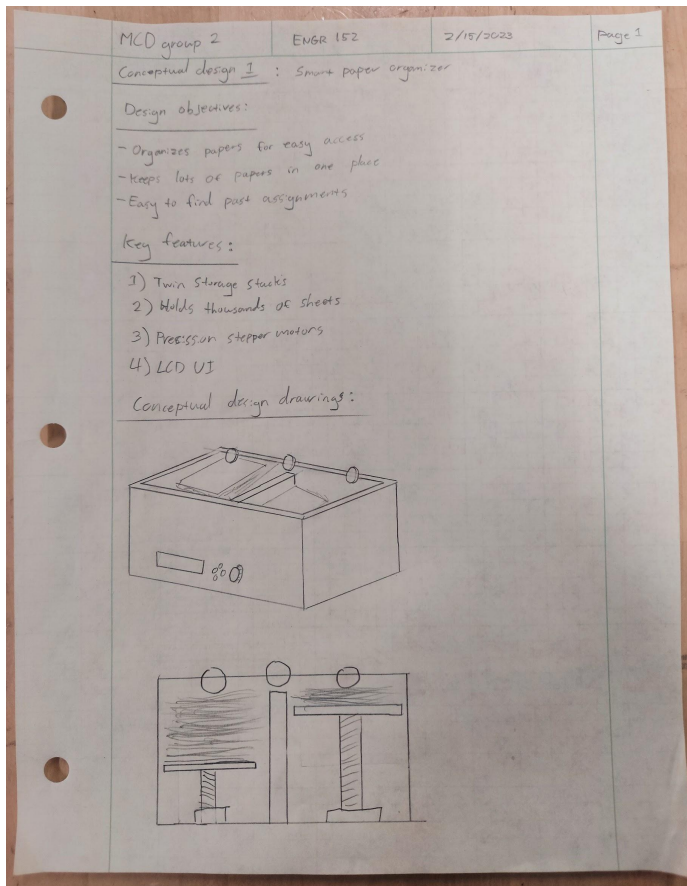 MCD group 2 ENGR 152 2/15/2023 page 1
Conceptual design 1 : Smart paper organizer
Design objectives:
- Organizes papers for easy access
- Keeps lots of papers in one place
- Easy to find past assignments
Key features:
1) Twin Storage stacks
2) Holds thousands of sheets
3) Precission stepper motors
4) LCD UI
Conceptual design drawings: